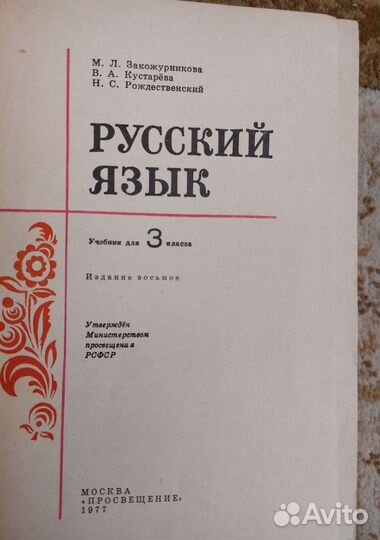 М. Л. Закожурникова
В. А. Кустарёва
Н. С. Рождественский
РУССКИЙ
ЯЗЫК
Учебник для 3 класса
Издание восьмое
Утверждён
Министерством
просвещения
РСФСР
МОСКВА
«ПРОСВЕЩЕНИЕ»
1977
Avito